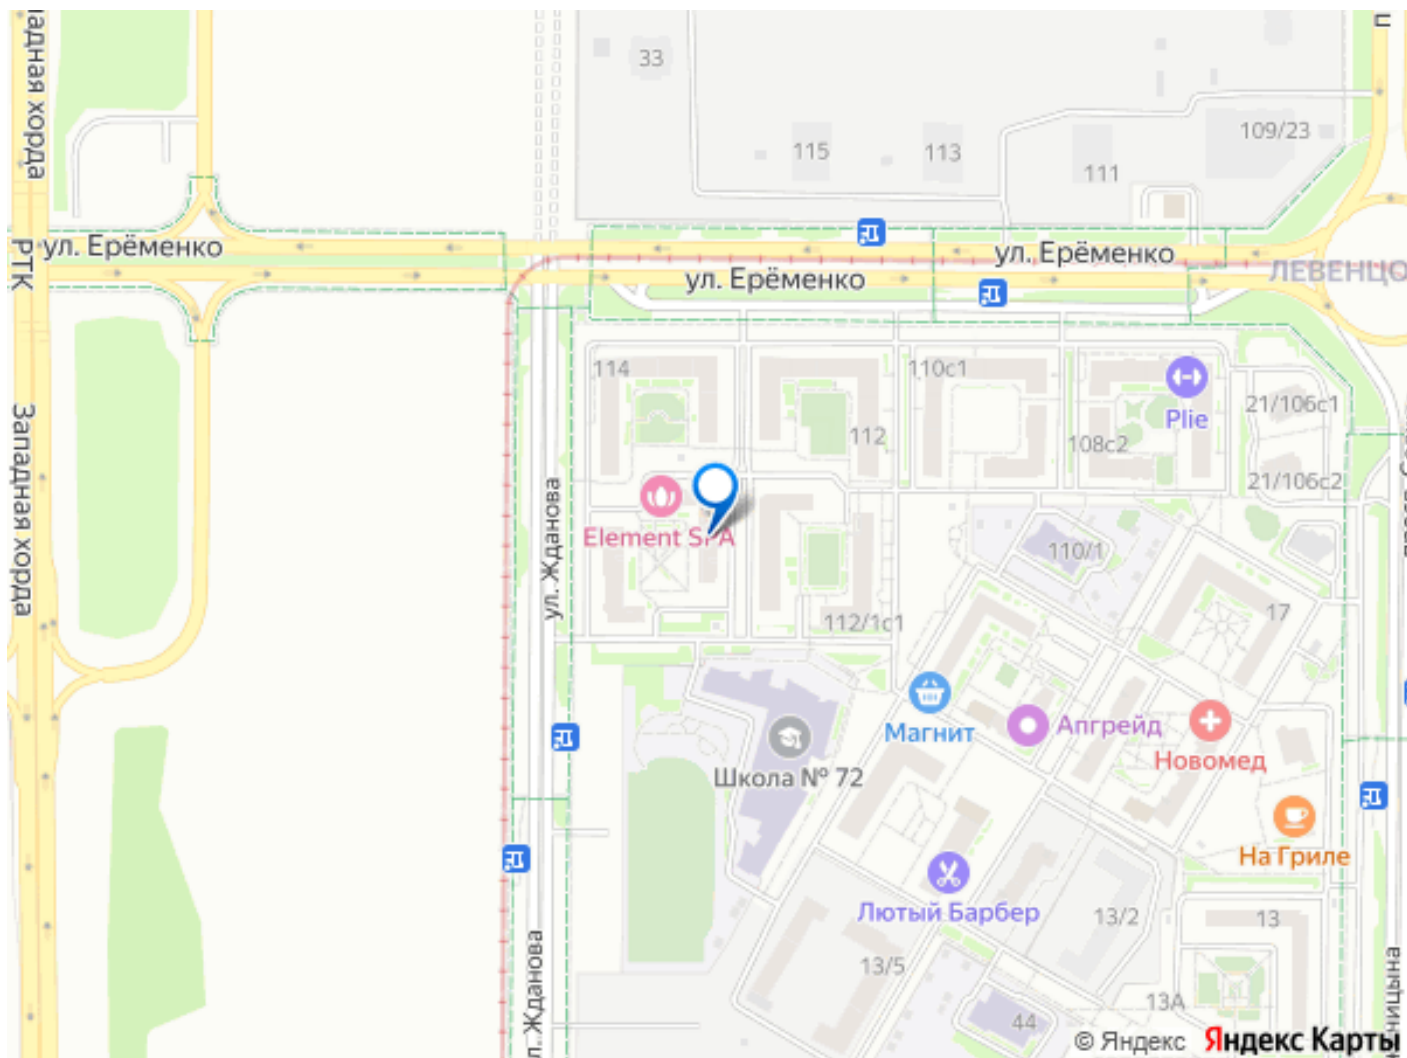 адная хорда
33
115
113
111
109/23
п
ул. Ерёменко
ул. Ерёменко
ул. Ерёменко
ЛЕВЕНЦО
РТК
114
112
110с1
108с2
Plie
21/106с1
21/106с2
Западная хорда
ул. Жданова
Element SPA
110/1
112/1с1
17
Магнит
Апгрейд
Новомед
Школа № 72
На Гриле
Лютый Барбер
13/2
13
13/5
13А
44
л. Жданова
© Яндекс Яндекс Карты